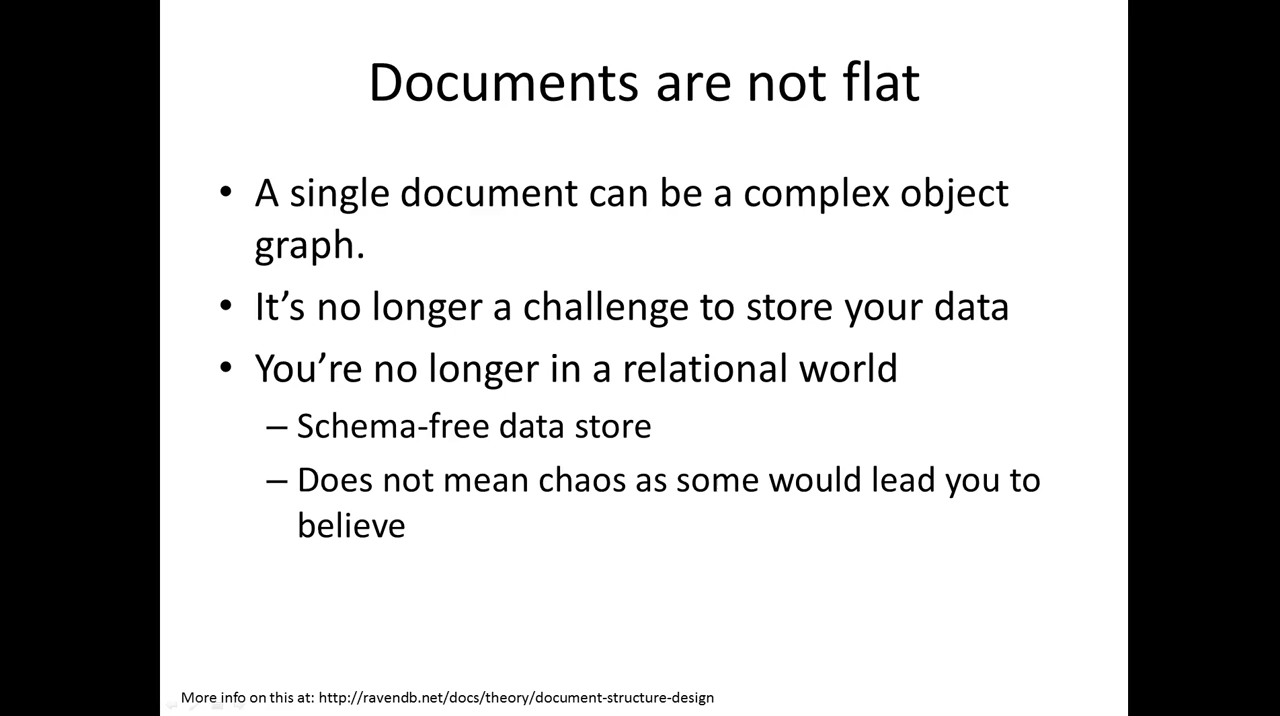 Documents are not flat
• A single document can be a complex object
graph.
• It’s no longer a challenge to store your data
• You’re no longer in a relational world
– Schema-free data store
– Does not mean chaos as some would lead you to
believe
More info on this at: http://ravendb.net/docs/theory/document-structure-design